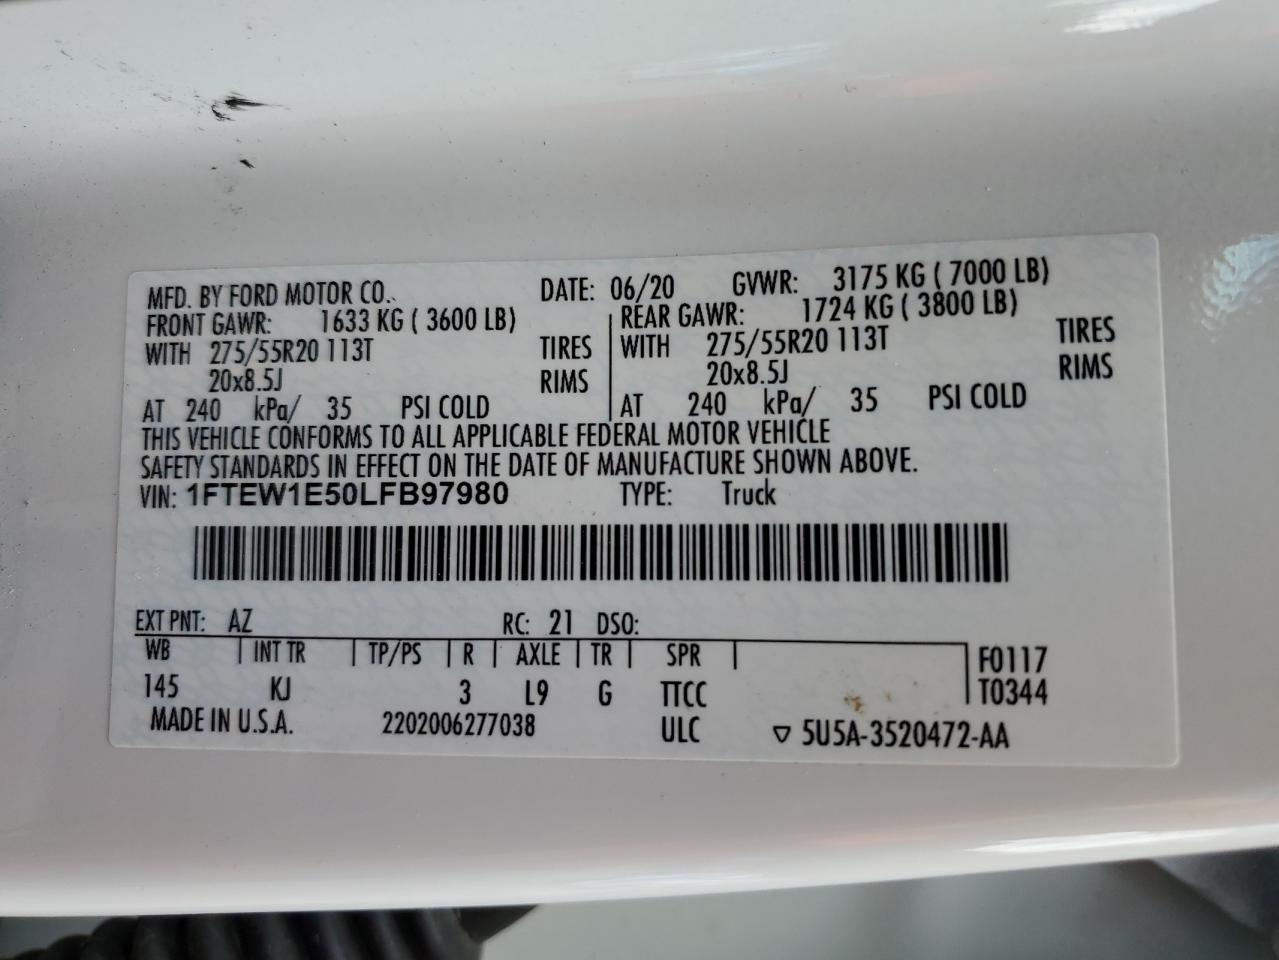 MFD. BY FORD MOTOR CO. DATE: 06/20 GVWR: 3175 KG ( 7000 LB)
FRONT GAWR: 1633 KG ( 3600 LB) REAR GAWR: 1724 KG ( 3800 LB)
WITH 275/55R20 113T TIRES WITH 275/55R20 113T TIRES
20x8.5J RIMS 20x8.5J RIMS
AT 240 kPa/ 35 PSI COLD AT 240 kPa/ 35 PSI COLD
THIS VEHICLE CONFORMS TO ALL APPLICABLE FEDERAL MOTOR VEHICLE
SAFETY STANDARDS IN EFFECT ON THE DATE OF MANUFACTURE SHOWN ABOVE.
VIN: 1FTEW1E50LFB97980 TYPE: Truck
EXT PNT: AZ RC: 21 DSO:
WB INT TR TP/PS R AXLE TR SPR F0117
145 KJ 3 L9 G TTCC T0344
MADE IN U.S.A. 2202006277038 ULC ▽ 5U5A-3520472-AA